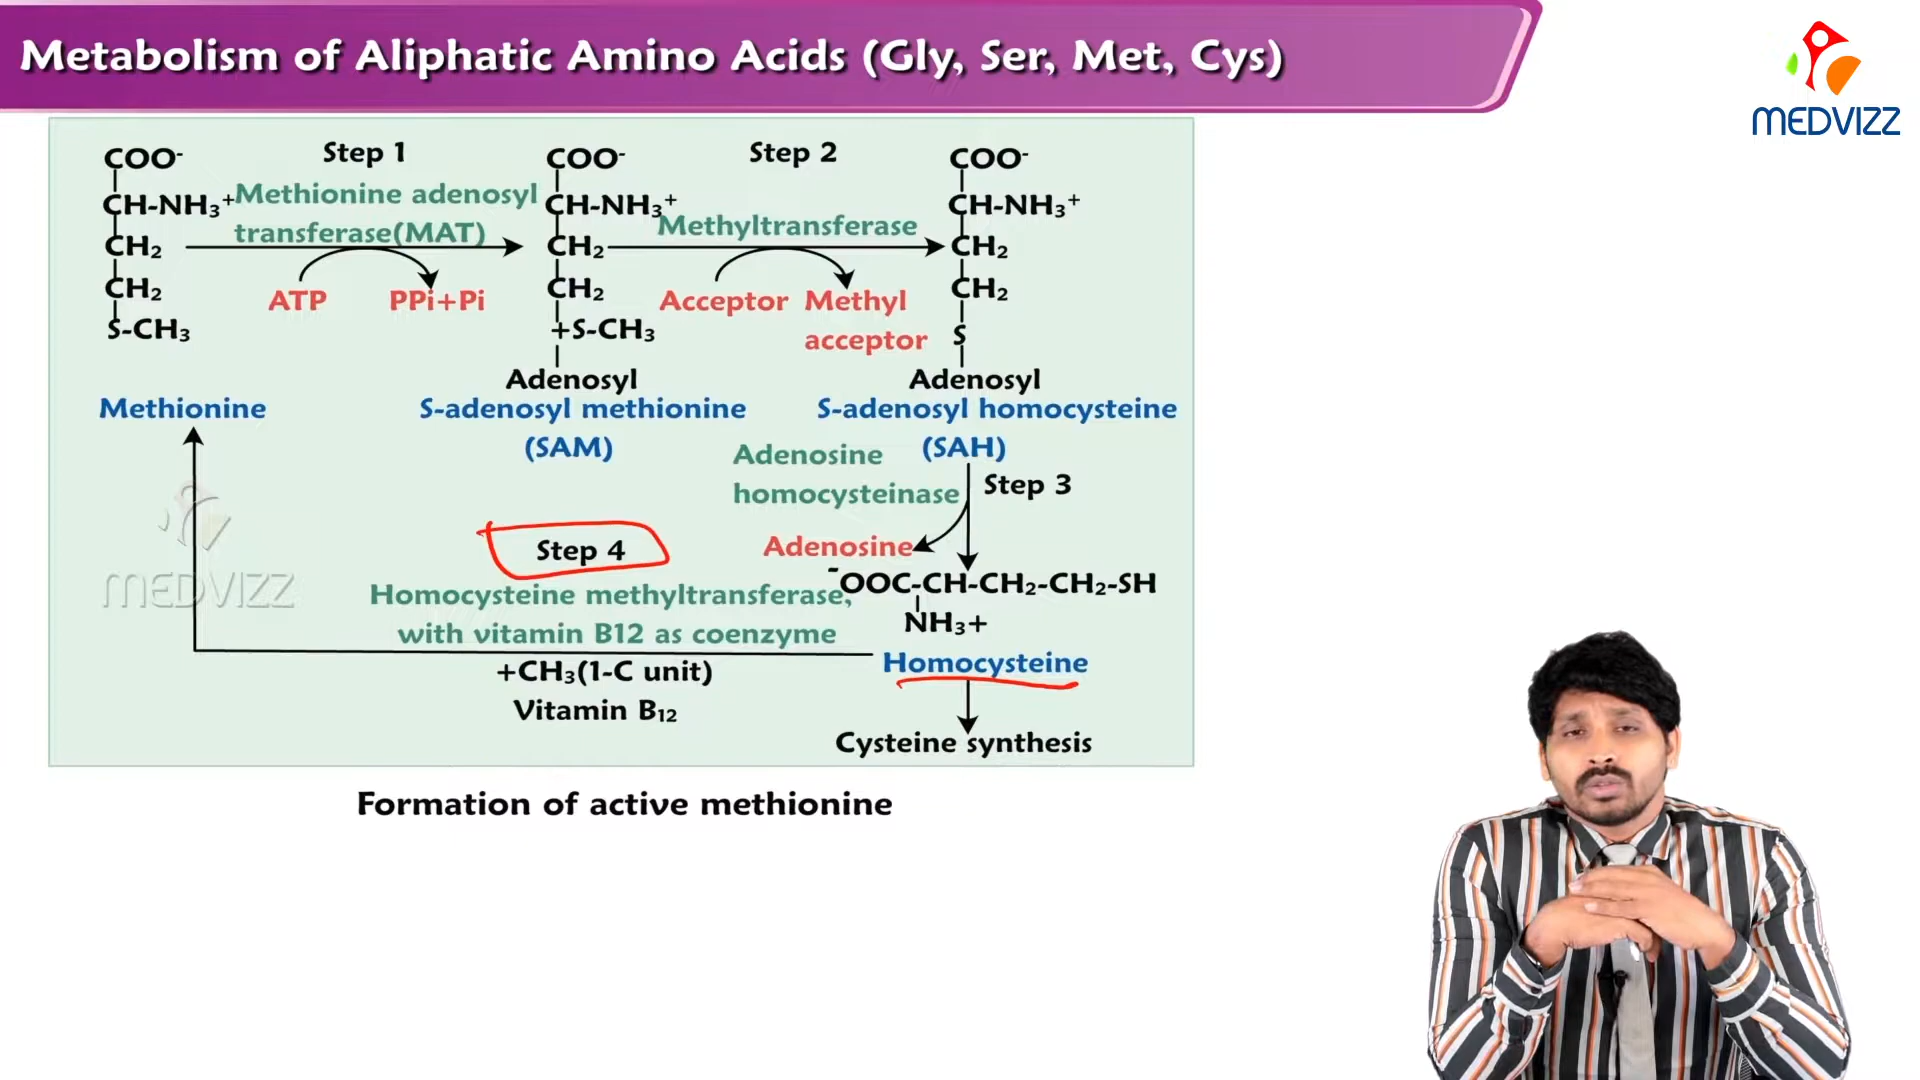 Metabolism of Aliphatic Amino Acids (Gly, Ser, Met, Cys)
MEDVIZZ
COO-
CH-NH3+
CH2
CH2
S-CH3
Methionine
Step 1
Methionine adenosyl
transferase(MAT)
ATP
PPi+Pi
COO-
CH-NH3+
CH2
CH2
+S-CH3
Adenosyl
S-adenosyl methionine
(SAM)
Step 2
Methyltransferase
Acceptor
Methyl
acceptor
COO-
CH-NH3+
CH2
CH2
S
Adenosyl
S-adenosyl homocysteine
(SAH)
Adenosine
homocysteinase
Step 3
Adenosine
-OOC-CH-CH2-CH2-SH
NH3+
Homocysteine
Cysteine synthesis
Step 4
Homocysteine methyltransferase,
with vitamin B12 as coenzyme
+CH3(1-C unit)
Vitamin B12
MEDVIZZ
Formation of active methionine